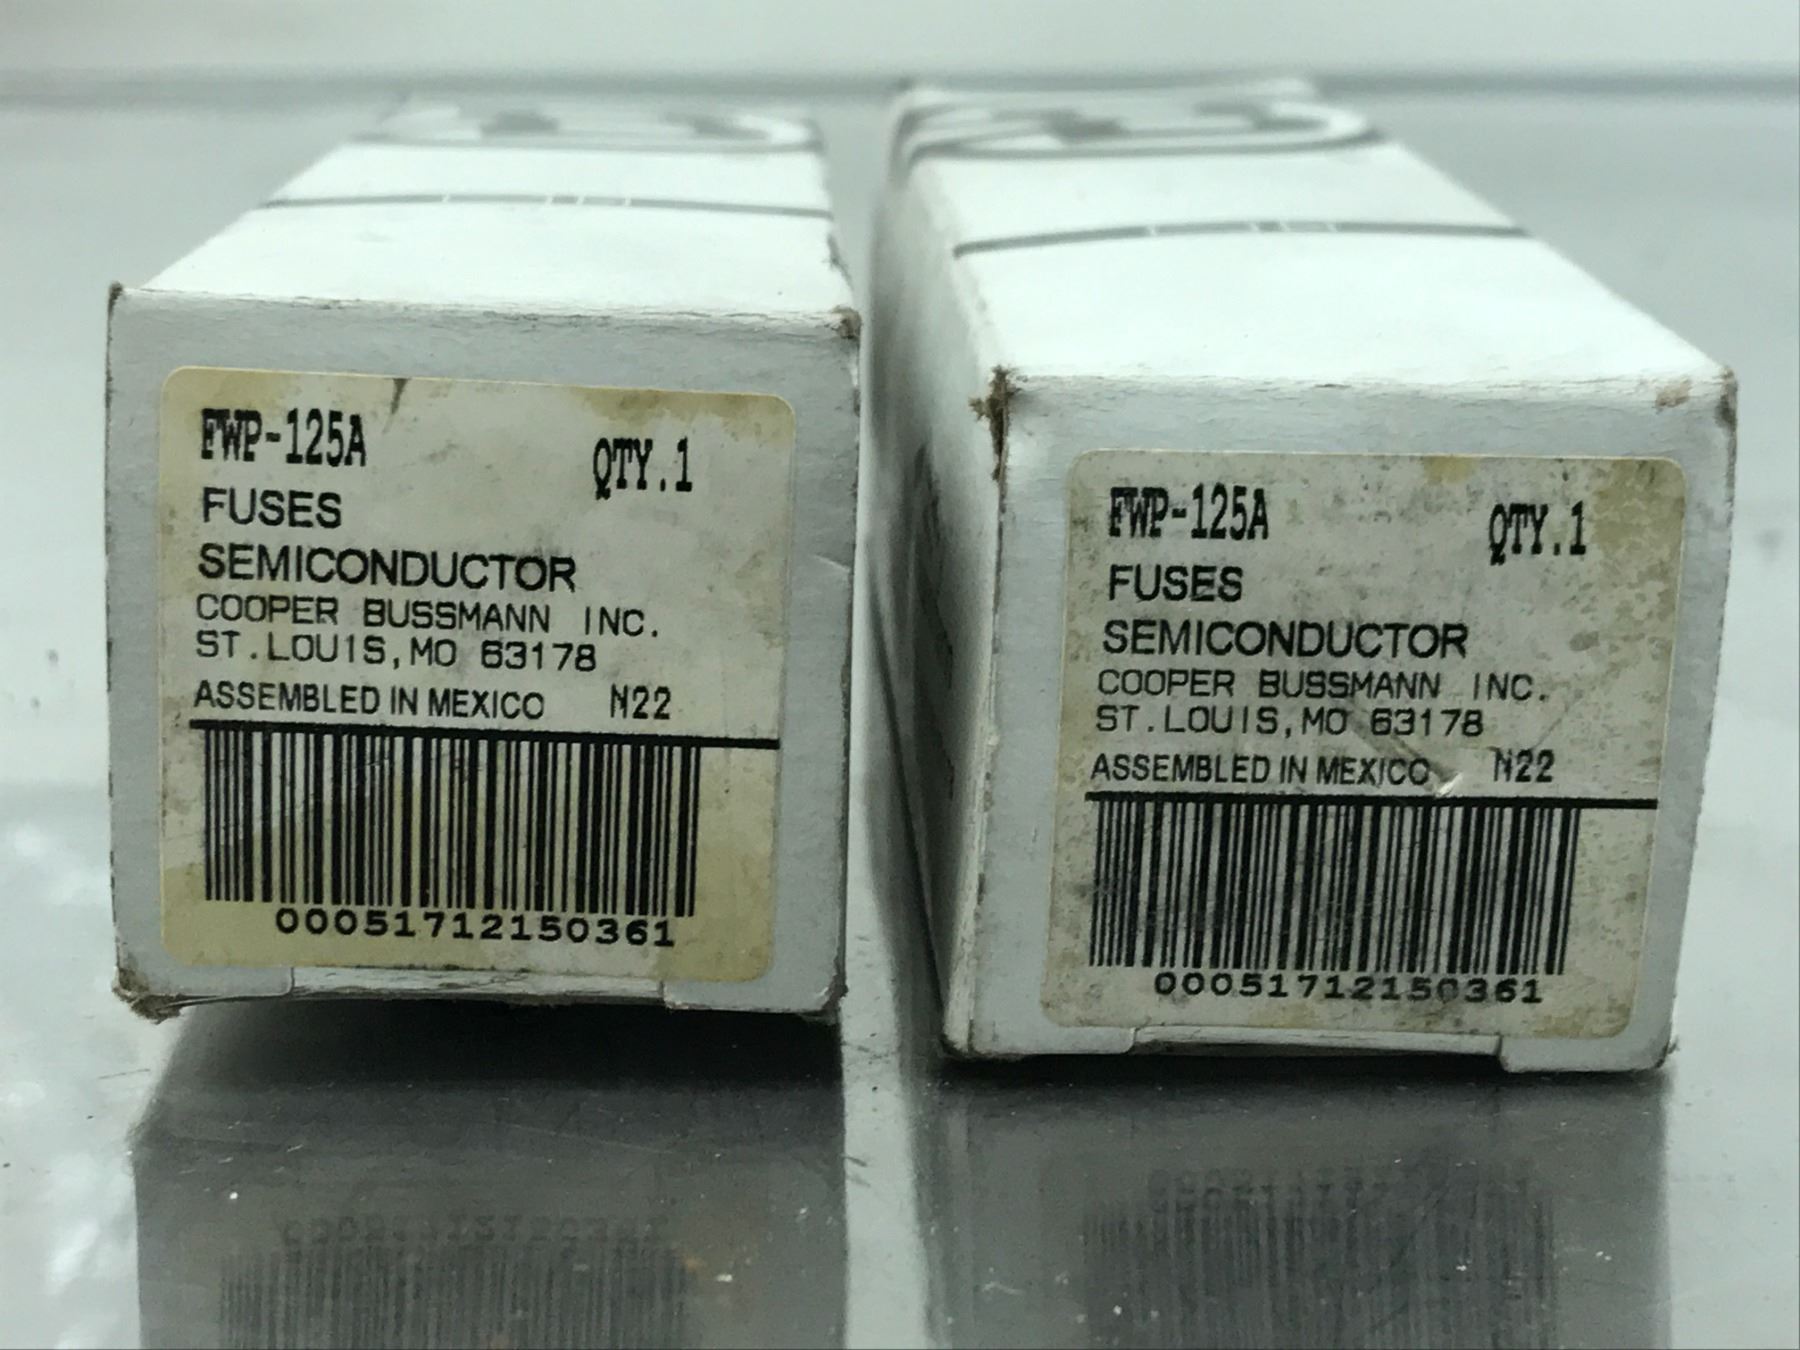 FWP-125A
QTY.1
FUSES
SEMICONDUCTOR
COOPER BUSSMANN INC.
ST.LOUIS,MO 63178
ASSEMBLED IN MEXICO N22
00051712150361
FWP-125A
QTY.1
FUSES
SEMICONDUCTOR
COOPER BUSSMANN INC.
ST.LOUIS,MO 63178
ASSEMBLED IN MEXICO N22
00051712150361